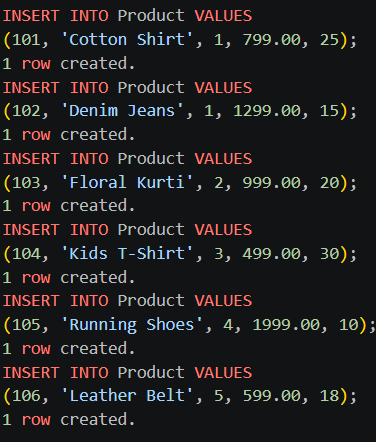 INSERT INTO Product VALUES
(101, 'Cotton Shirt', 1, 799.00, 25);
1 row created.
INSERT INTO Product VALUES
(102, 'Denim Jeans', 1, 1299.00, 15);
1 row created.
INSERT INTO Product VALUES
(103, 'Floral Kurti', 2, 999.00, 20);
1 row created.
INSERT INTO Product VALUES
(104, 'Kids T-Shirt', 3, 499.00, 30);
1 row created.
INSERT INTO Product VALUES
(105, 'Running Shoes', 4, 1999.00, 10);
1 row created.
INSERT INTO Product VALUES
(106, 'Leather Belt', 5, 599.00, 18);
1 row created.